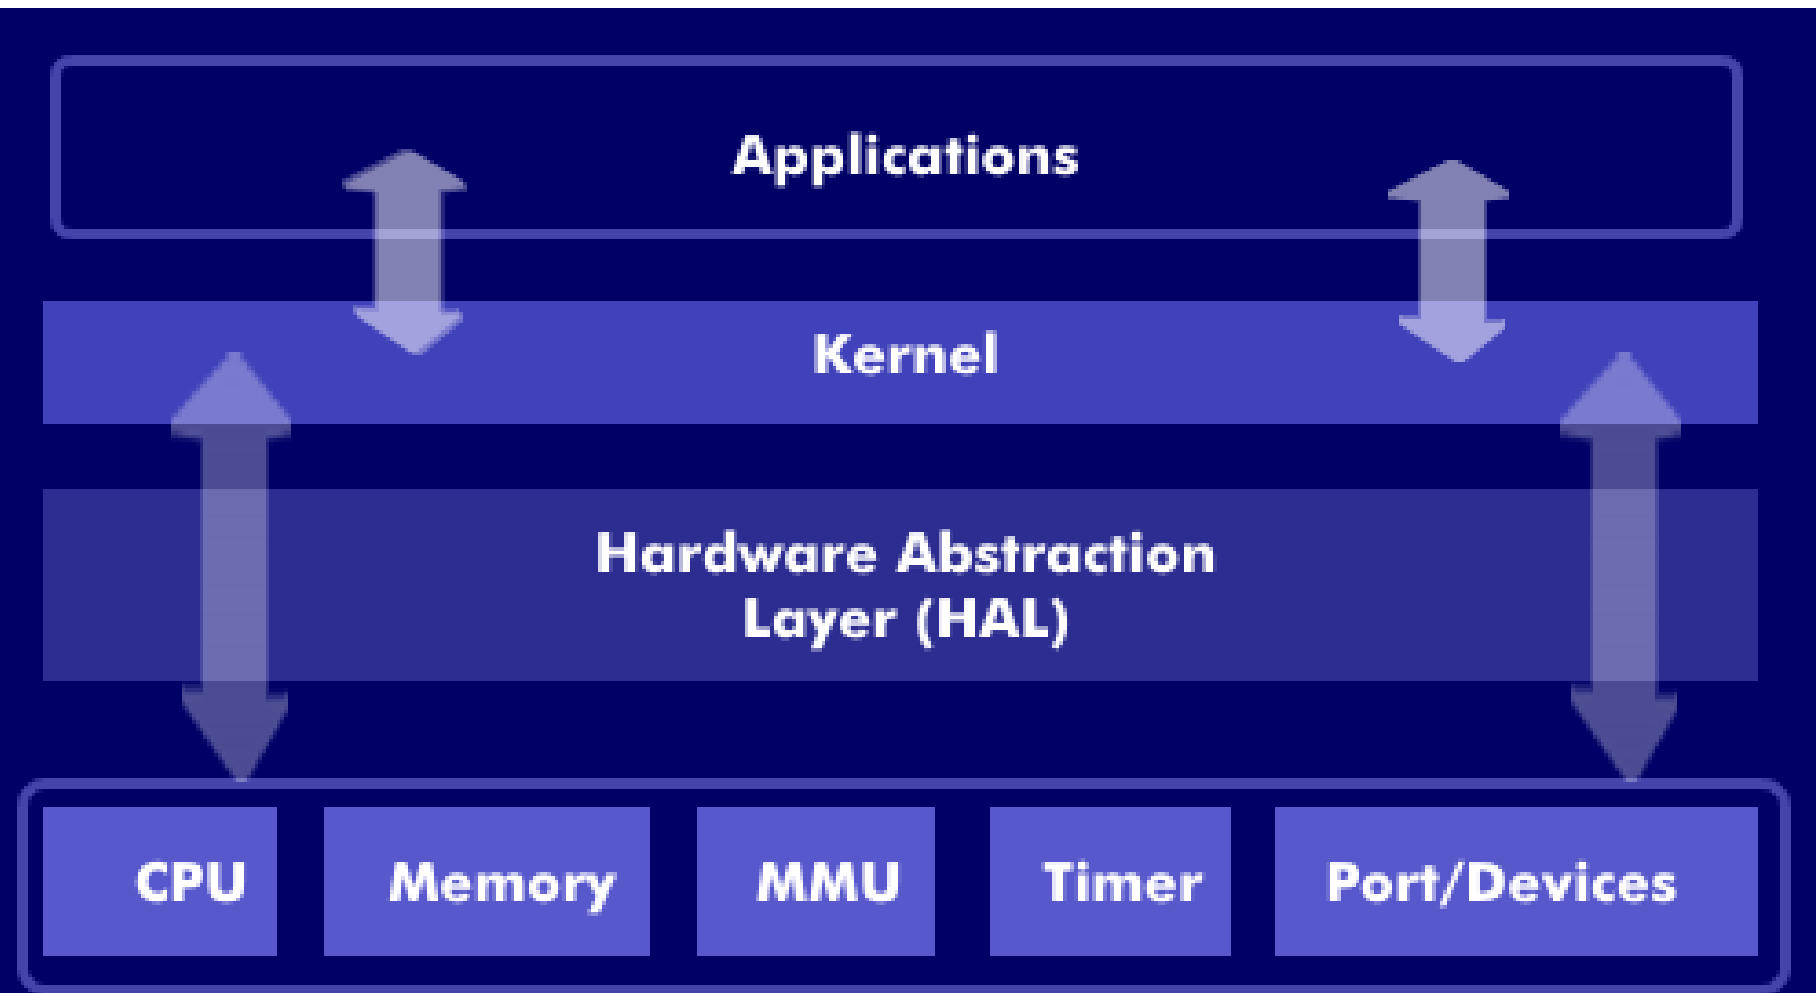 Applications
Kernel
Hardware Abstraction
Layer (HAL)
CPU
Memory
MMU
Timer
Port/Devices